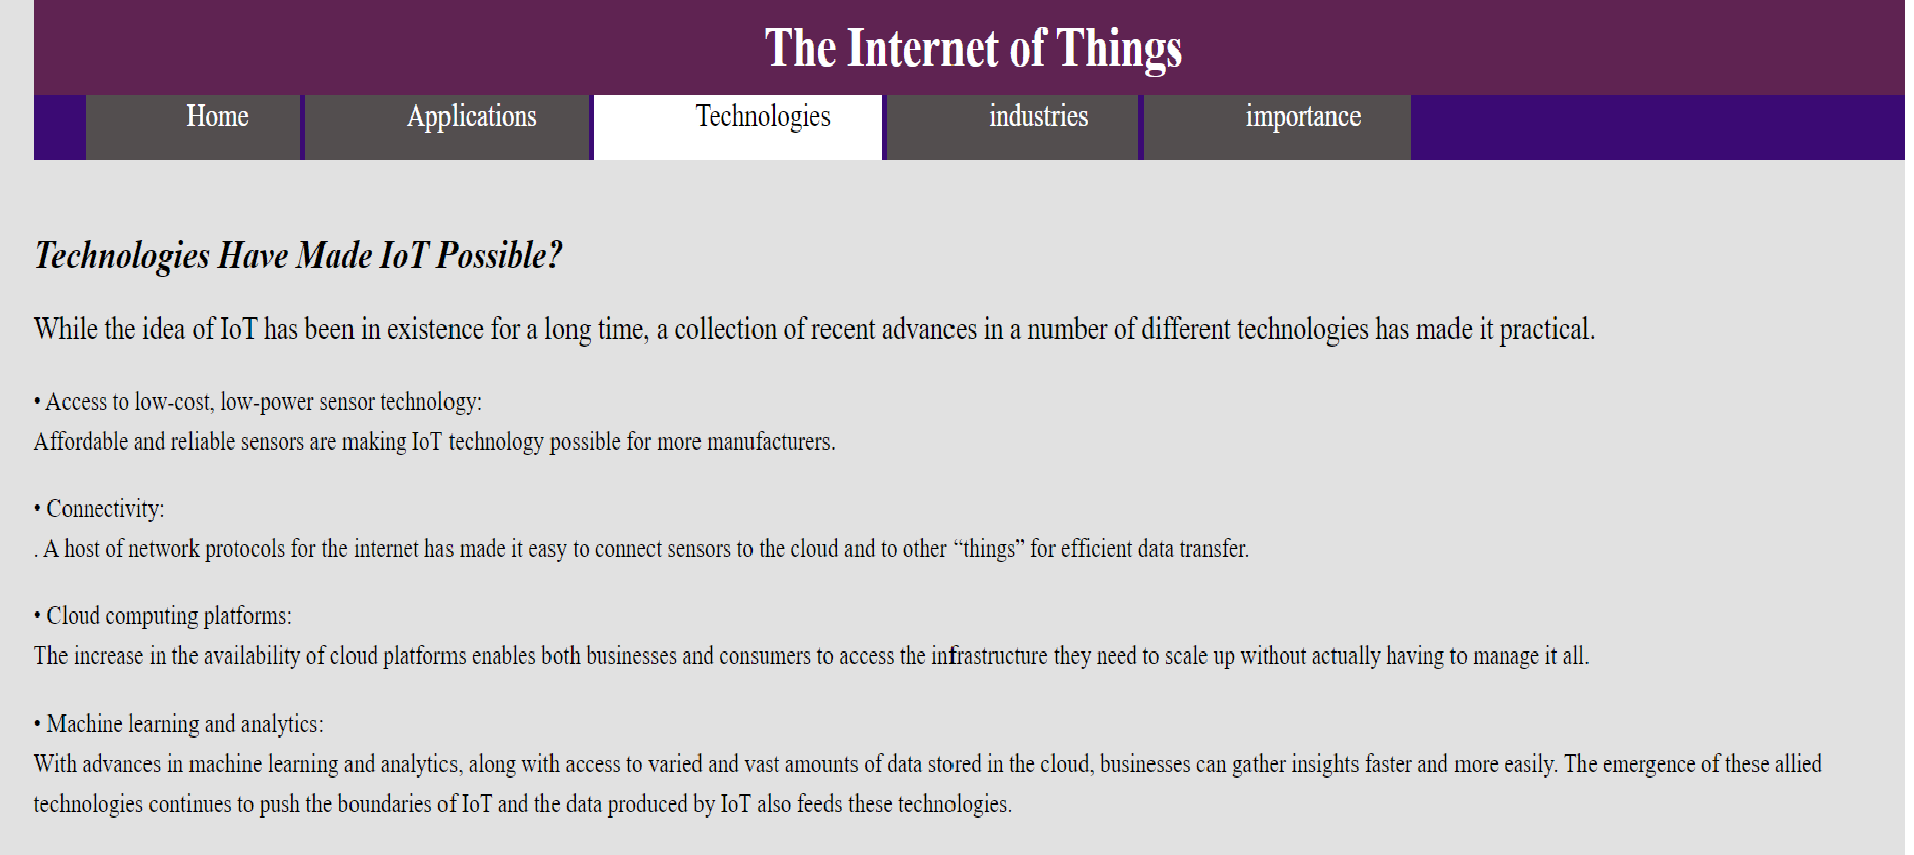 The Internet of Things
Home Applications Technologies industries importance
Technologies Have Made IoT Possible?
While the idea of IoT has been in existence for a long time, a collection of recent advances in a number of different technologies has made it practical.
• Access to low-cost, low-power sensor technology:
Affordable and reliable sensors are making IoT technology possible for more manufacturers.
• Connectivity:
. A host of network protocols for the internet has made it easy to connect sensors to the cloud and to other “things” for efficient data transfer.
• Cloud computing platforms:
The increase in the availability of cloud platforms enables both businesses and consumers to access the infrastructure they need to scale up without actually having to manage it all.
• Machine learning and analytics:
With advances in machine learning and analytics, along with access to varied and vast amounts of data stored in the cloud, businesses can gather insights faster and more easily. The emergence of these allied
technologies continues to push the boundaries of IoT and the data produced by IoT also feeds these technologies.